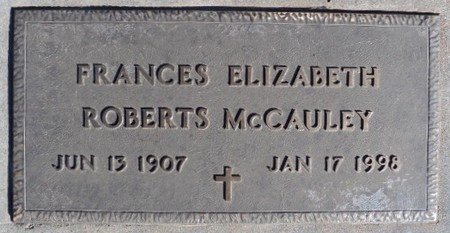 FRANCES ELIZABETH
ROBERTS McCAULEY
JUN 13 1907 JAN 17 1998